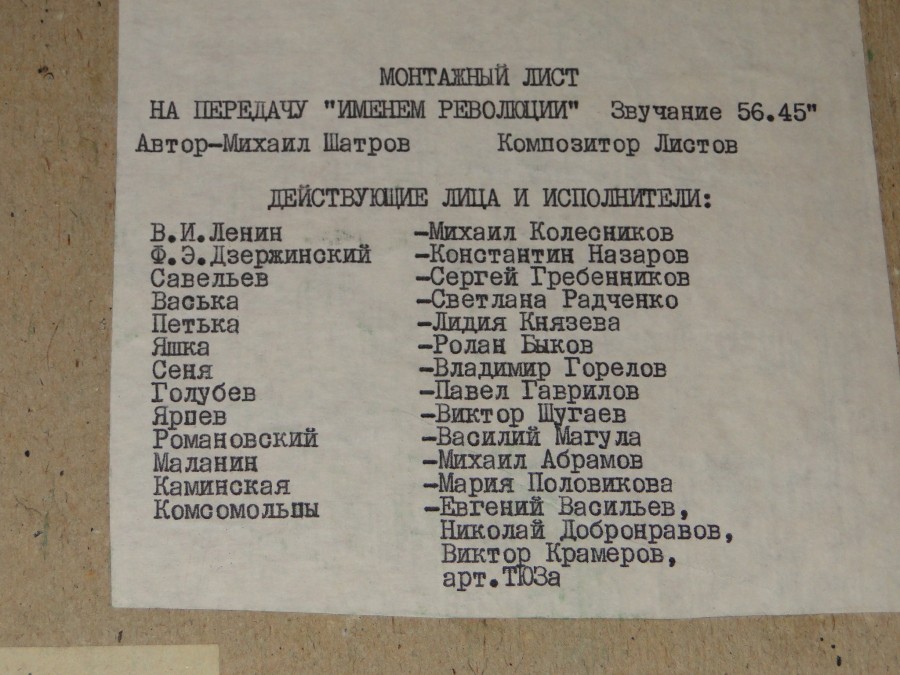 МОНТАЖНЫЙ ЛИСТ
НА ПЕРЕДАЧУ "ИМЕНЕМ РЕВОЛЮЦИИ" Звучание 56.45"
Автор-Михаил Шатров Композитор Листов
ДЕЙСТВУЮЩИЕ ЛИЦА И ИСПОЛНИТЕЛИ:
В.И.Ленин -Михаил Колесников
Ф.Э.Дзержинский -Константин Назаров
Савельев -Сергей Гребенников
Васька -Светлана Радченко
Петька -Лидия Князева
Яшка -Ролан Быков
Сеня -Владимир Горелов
Голубев -Павел Гаврилов
Ярцев -Виктор Шугаев
Романовский -Василий Магула
Маланин -Михаил Абрамов
Каминская -Мария Половикова
Комсомольцы -Евгений Васильев,
Николай Добронравов,
Виктор Крамеров,
арт.ТЮЗа